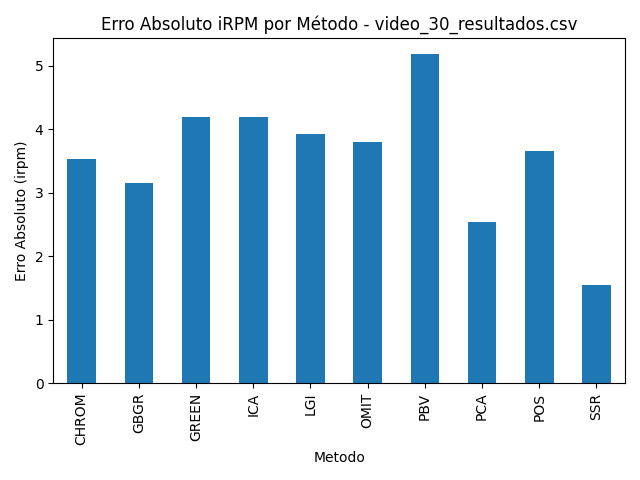 Erro Absoluto iRPM por Método - video_30_resultados.csv
Erro Absoluto (irpm)
5
4
3
2
1
0
CHROM
GBGR
GREEN
ICA
LGI
OMIT
PBV
PCA
POS
SSR
Metodo